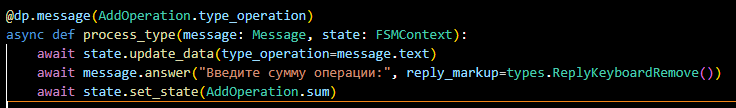 @dp.message(AddOperation.type_operation)
async def process_type(message: Message, state: FSMContext):
    await state.update_data(type_operation=message.text)
    await message.answer("Введите сумму операции:", reply_markup=types.ReplyKeyboardRemove())
    await state.set_state(AddOperation.sum)